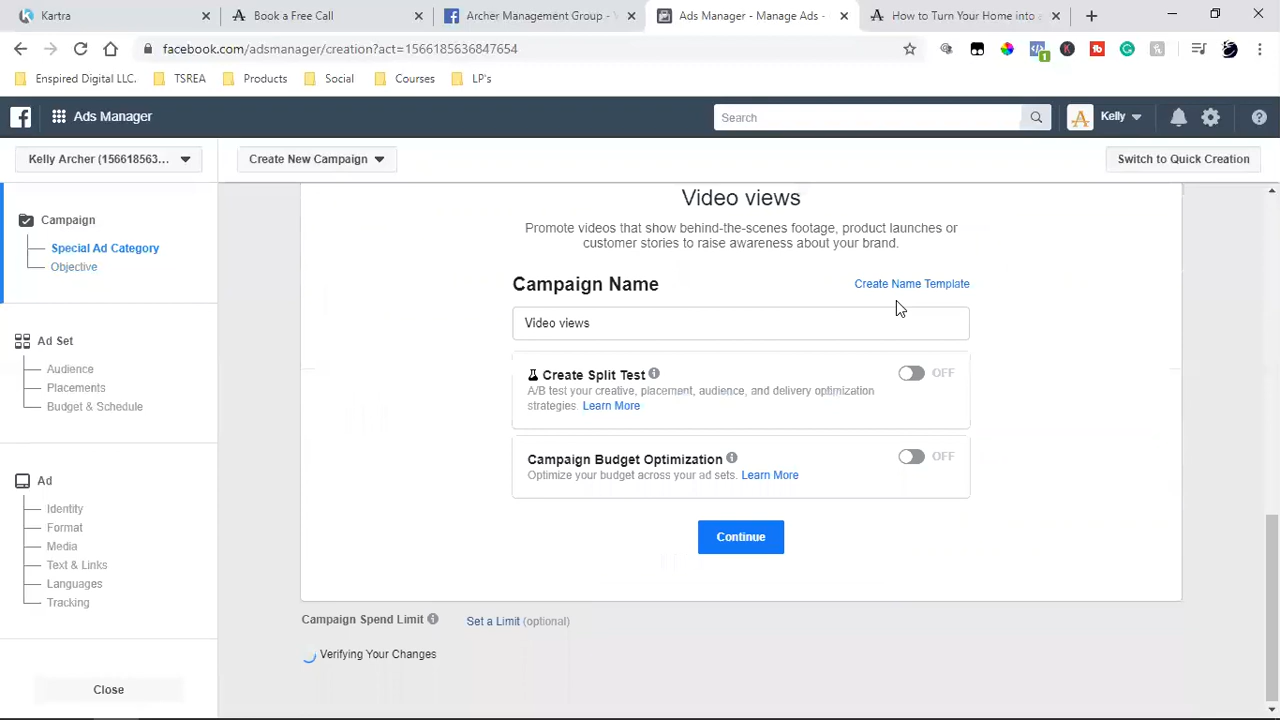 Kartra
Book a Free Call
Archer Management Group - Y
Ads Manager - Manage Ads -
How to Turn Your Home into a
facebook.com/adsmanager/creation?act=1566185636847654
1
Enspired Digital LLC.
TSREA
Products
Social
Courses
LP's
Ads Manager
Search
Kelly
Kelly Archer (156618563...
Create New Campaign
Switch to Quick Creation
Campaign
Special Ad Category
Objective
Ad Set
Audience
Placements
Budget & Schedule
Ad
Identity
Format
Media
Text & Links
Languages
Tracking
Close
Video views
Promote videos that show behind-the-scenes footage, product launches or
customer stories to raise awareness about your brand.
Campaign Name
Create Name Template
Video views
Create Split Test
OFF
A/B test your creative, placement, audience, and delivery optimization
strategies. Learn More
Campaign Budget Optimization
OFF
Optimize your budget across your ad sets. Learn More
Continue
Campaign Spend Limit
Set a Limit (optional)
Verifying Your Changes